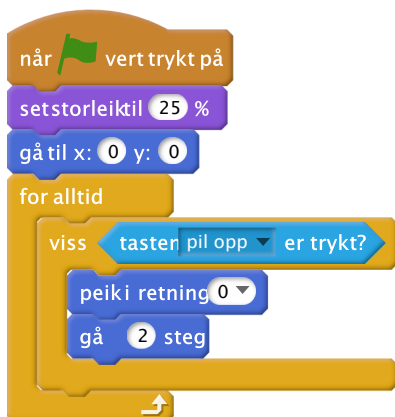 når vert trykt på
set storleik til 25 %
gå til x: 0 y: 0
for alltid
viss tasten pil opp er trykt?
peik i retning 0
gå 2 steg